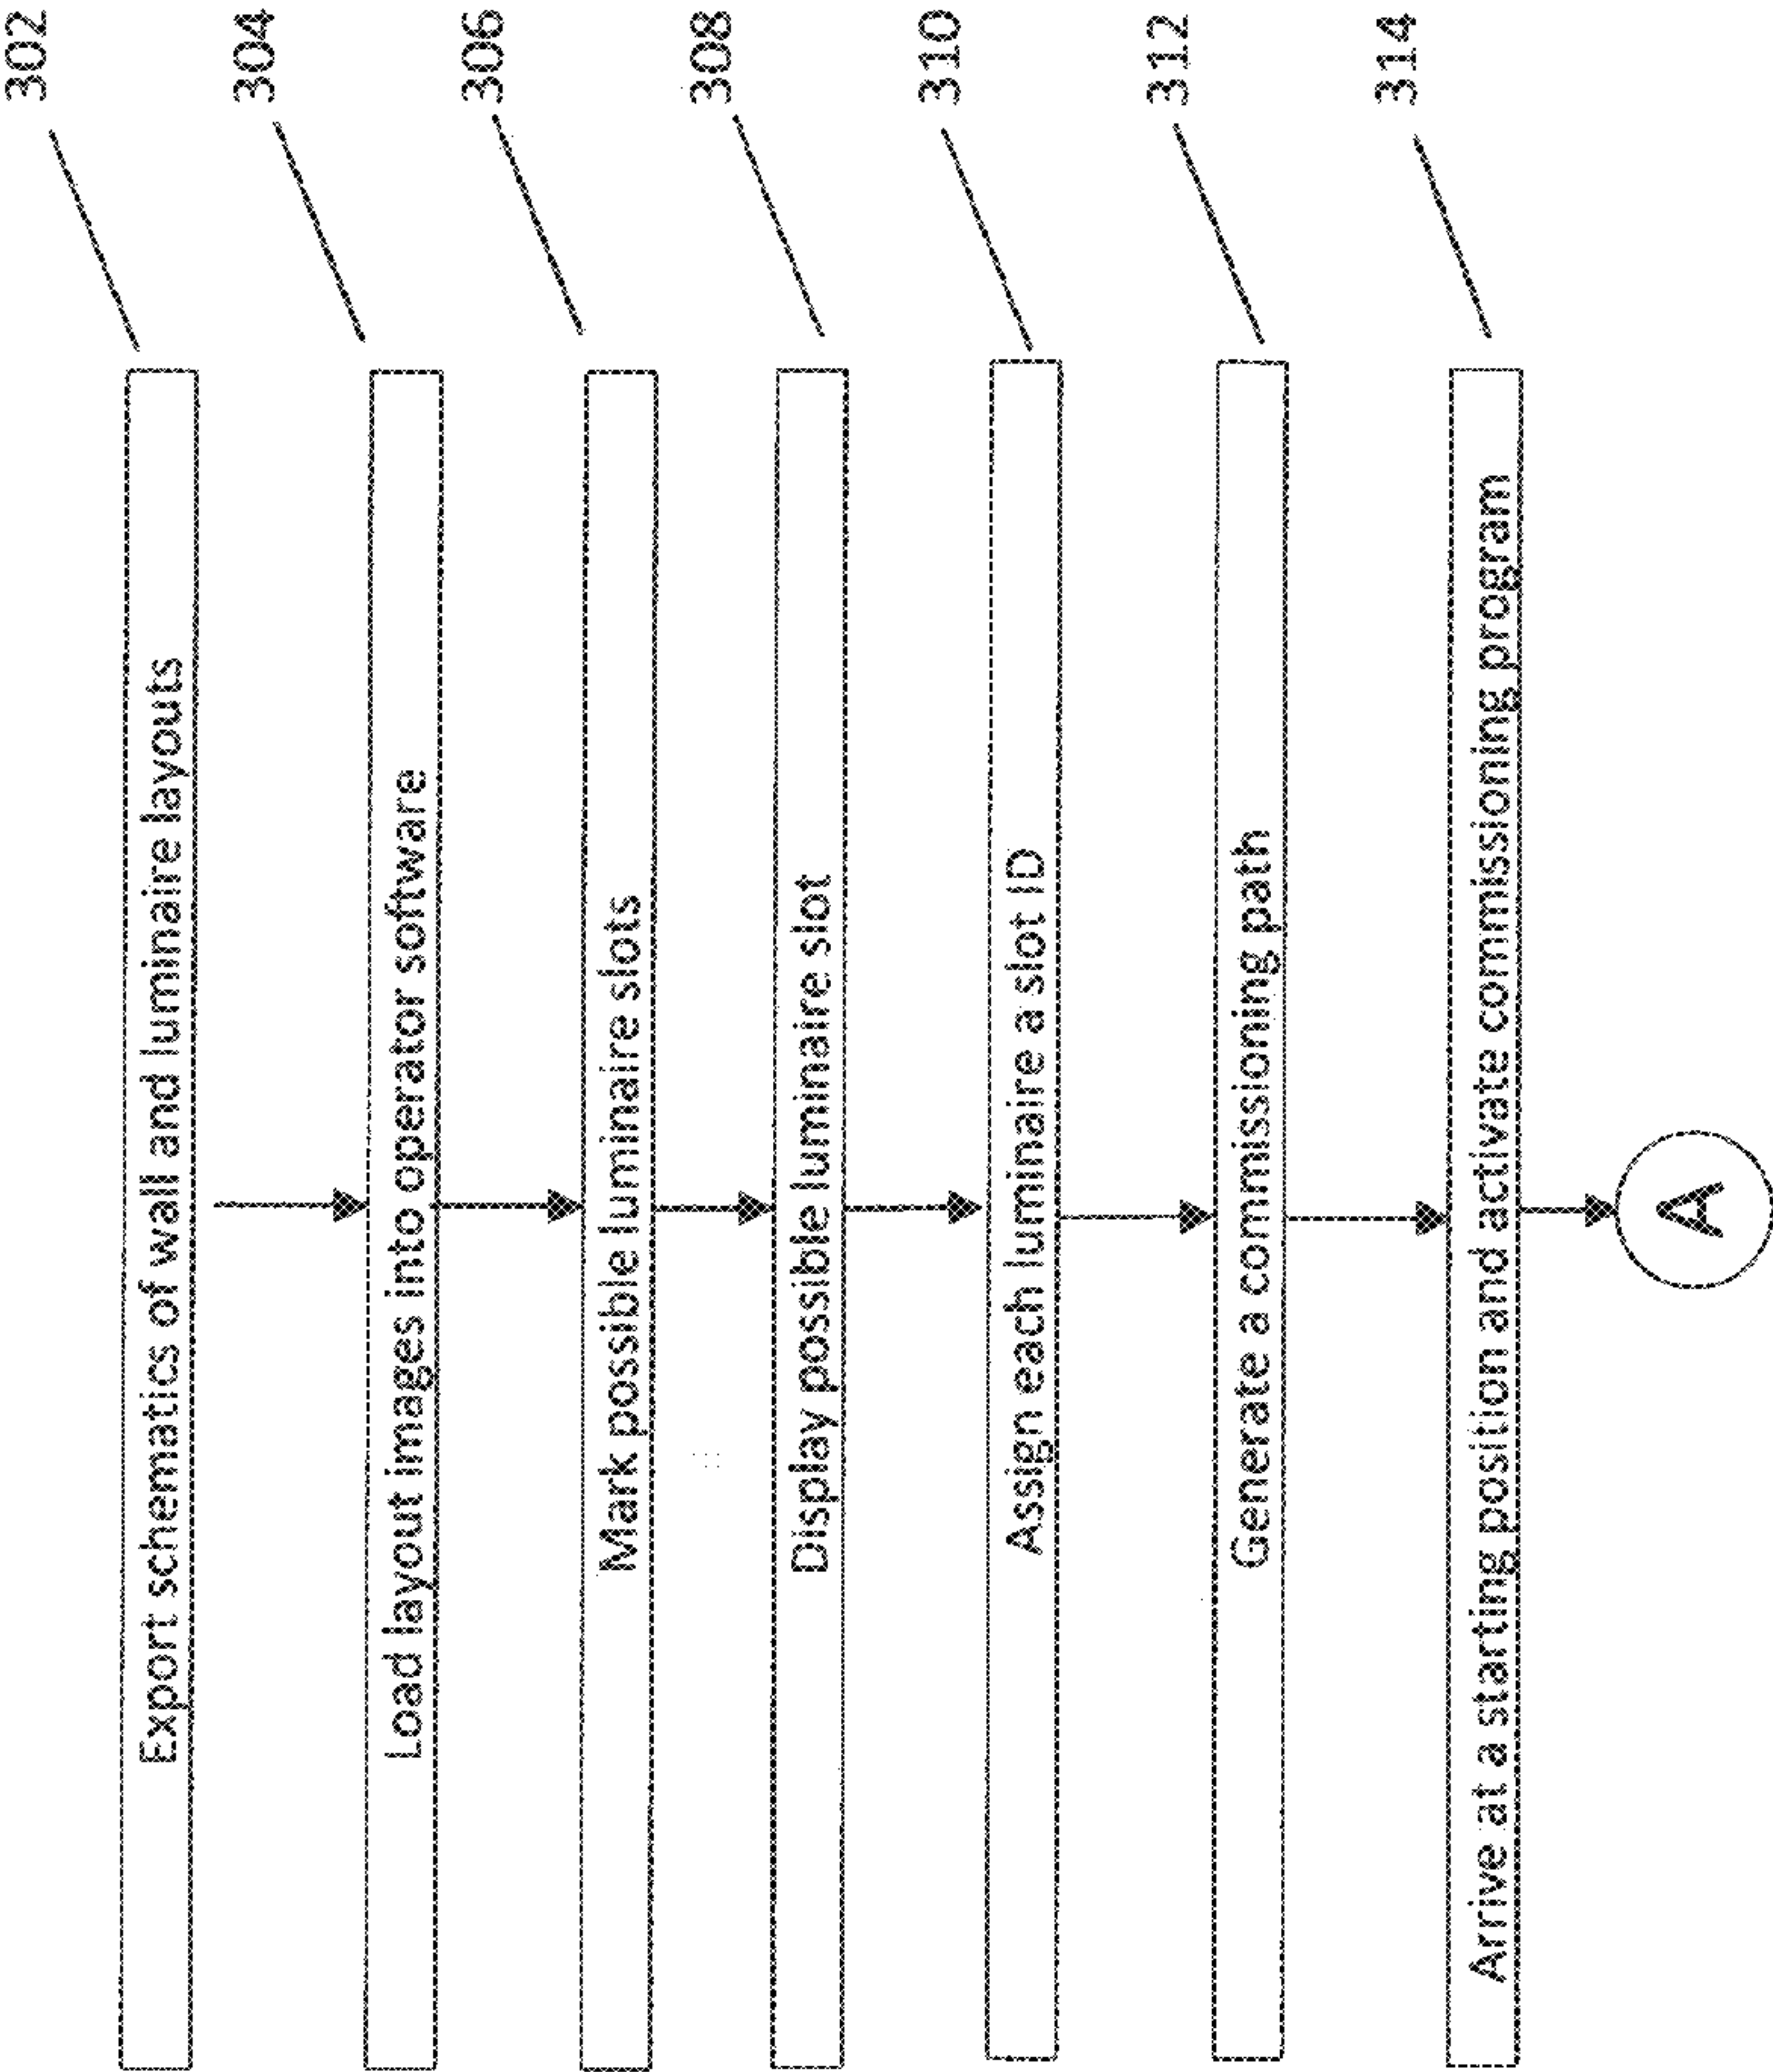 302
Export schematics of wall and luminaire layouts
304
Load layout images into operator software
306
Mark possible luminaire slots
308
Display possible luminaire slot
310
Assign each luminaire a slot ID
312
Generate a commissioning path
314
Arrive at a starting position and activate commissioning program
A